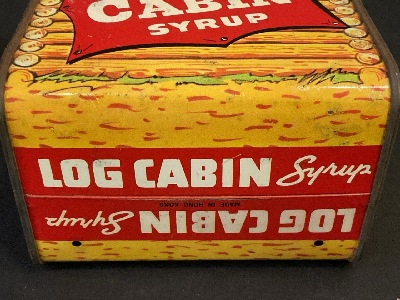 CABIN
SYRUP
LOG CABIN Syrup
MADE IN HONG KONG
LOG CABIN Syrup